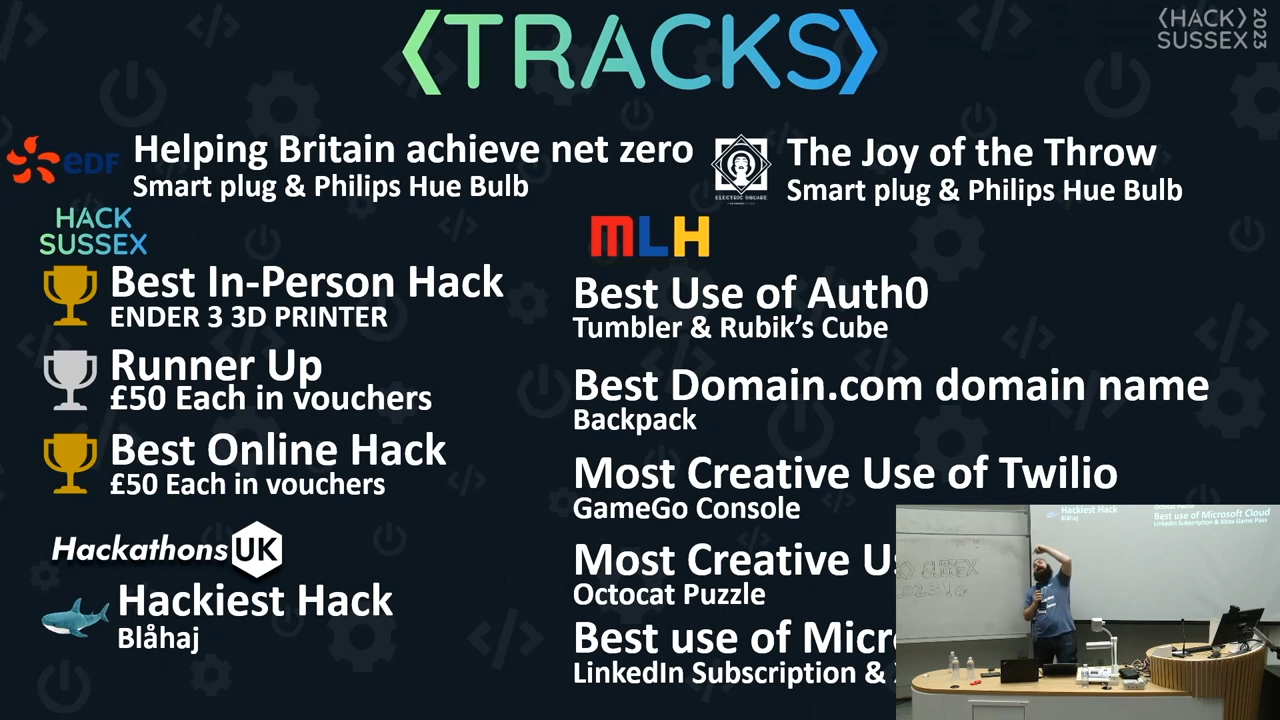 <TRACKS>
<HACK>
SUSSEX
2023
eDF
Helping Britain achieve net zero
Smart plug & Philips Hue Bulb
ELECTRIC SQUARE
The Joy of the Throw
Smart plug & Philips Hue Bulb
HACK
SUSSEX
Best In-Person Hack
ENDER 3 3D PRINTER
Runner Up
£50 Each in vouchers
Best Online Hack
£50 Each in vouchers
Hackathons UK
Hackiest Hack
Blåhaj
MLH
Best Use of Auth0
Tumbler & Rubik’s Cube
Best Domain.com domain name
Backpack
Most Creative Use of Twilio
GameGo Console
Most Creative
Octocat Puzzle
Best use of
LinkedIn Subscription &
Hackiest Hack
Blåhaj
Best use of Microsoft Cloud
LinkedIn Subscription & Xbox Game Pass
SUSSEX